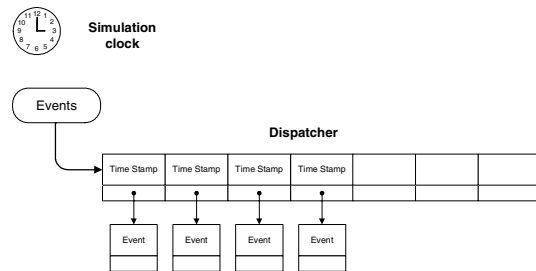 11 12 1
10 2
9 3
8 4
7 6 5
Simulation
clock
Events
Dispatcher
Time Stamp Time Stamp Time Stamp Time Stamp
Event Event Event Event